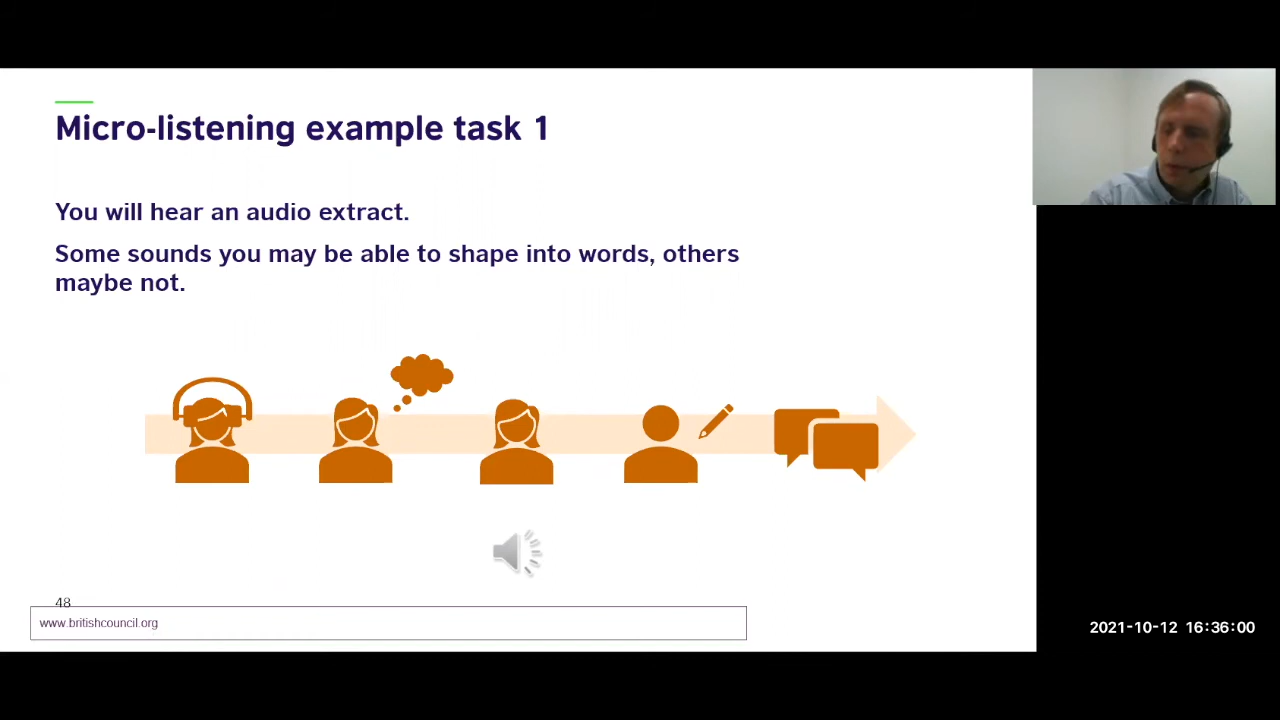 Micro-listening example task 1
You will hear an audio extract.
Some sounds you may be able to shape into words, others
maybe not.
48
www.britishcouncil.org
2021-10-12 16:36:00